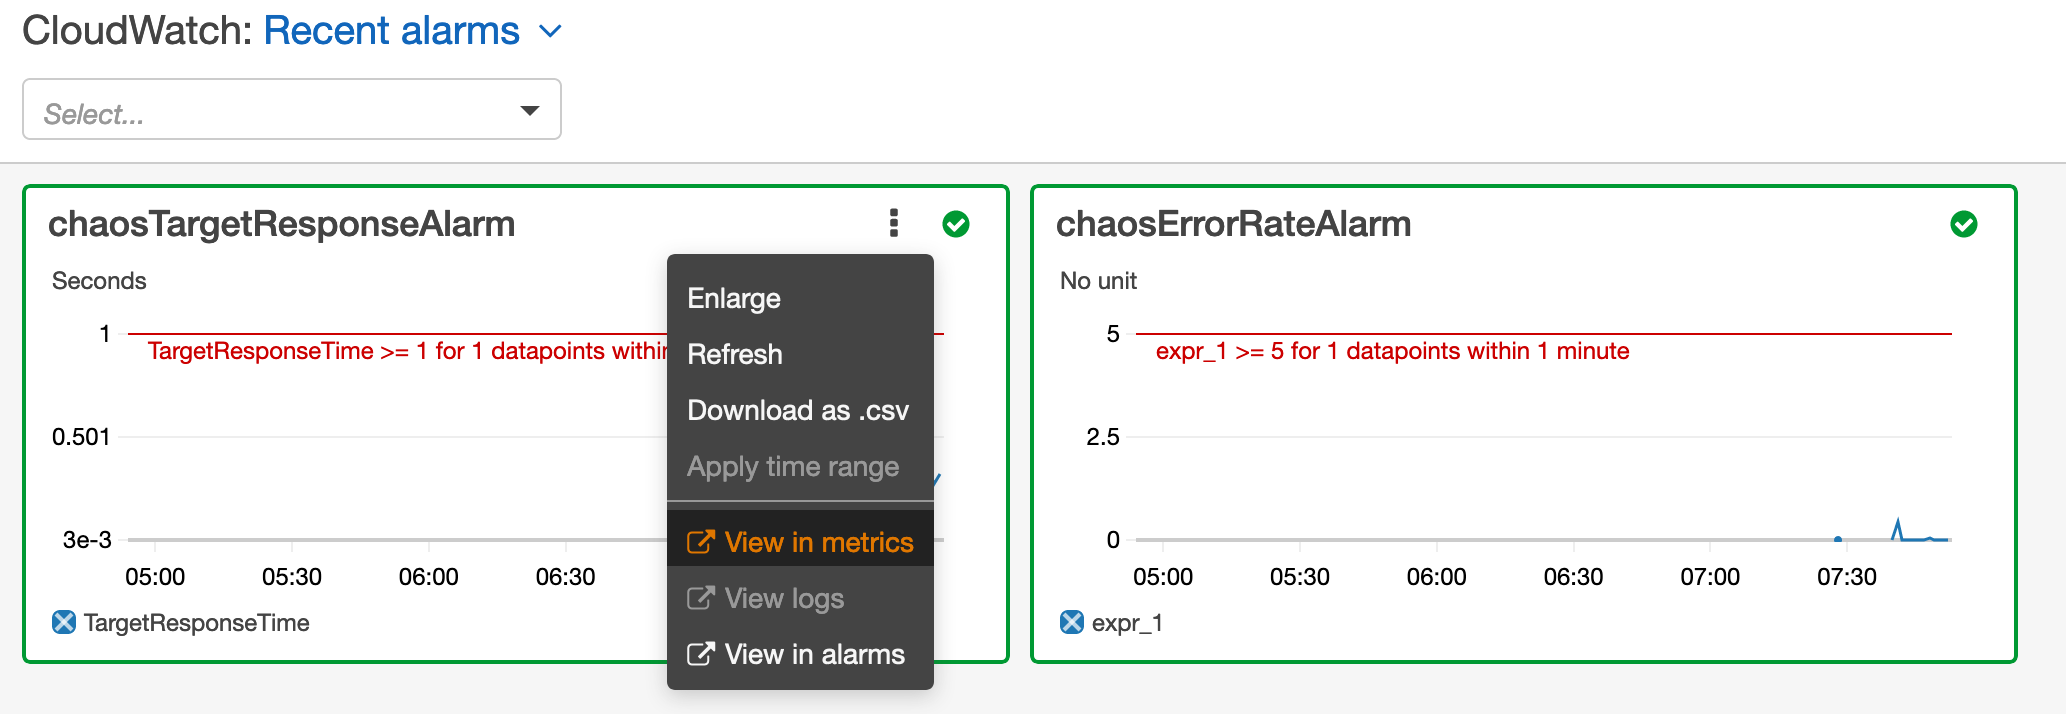 CloudWatch: Recent alarms
Select...
chaosTargetResponseAlarm
Seconds
1
TargetResponseTime >= 1 for 1 datapoints within
0.501
3e-3
05:00 05:30 06:00 06:30
TargetResponseTime
Enlarge
Refresh
Download as .csv
Apply time range
View in metrics
View logs
View in alarms
chaosErrorRateAlarm
No unit
5
expr_1 >= 5 for 1 datapoints within 1 minute
2.5
0
05:00 05:30 06:00 06:30 07:00 07:30
expr_1